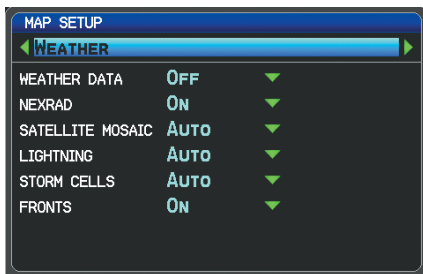 MAP SETUP
WEATHER
WEATHER DATA OFF
NEXRAD ON
SATELLITE MOSAIC AUTO
LIGHTNING AUTO
STORM CELLS AUTO
FRONTS ON